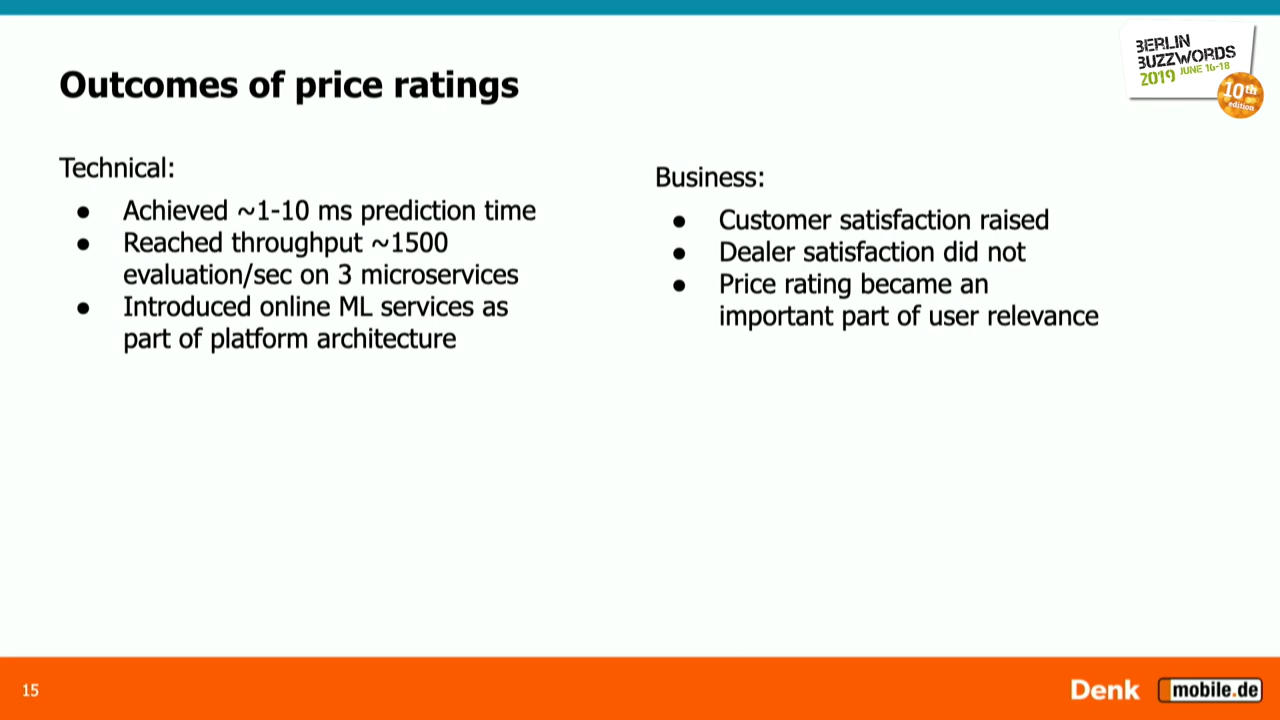 BERLIN
BUZZWORDS
2019 JUNE 16-18
10th
edition
Outcomes of price ratings
Technical:
● Achieved ~1-10 ms prediction time
● Reached throughput ~1500
evaluation/sec on 3 microservices
● Introduced online ML services as
part of platform architecture
Business:
● Customer satisfaction raised
● Dealer satisfaction did not
● Price rating became an
important part of user relevance
15
Denk mobile.de